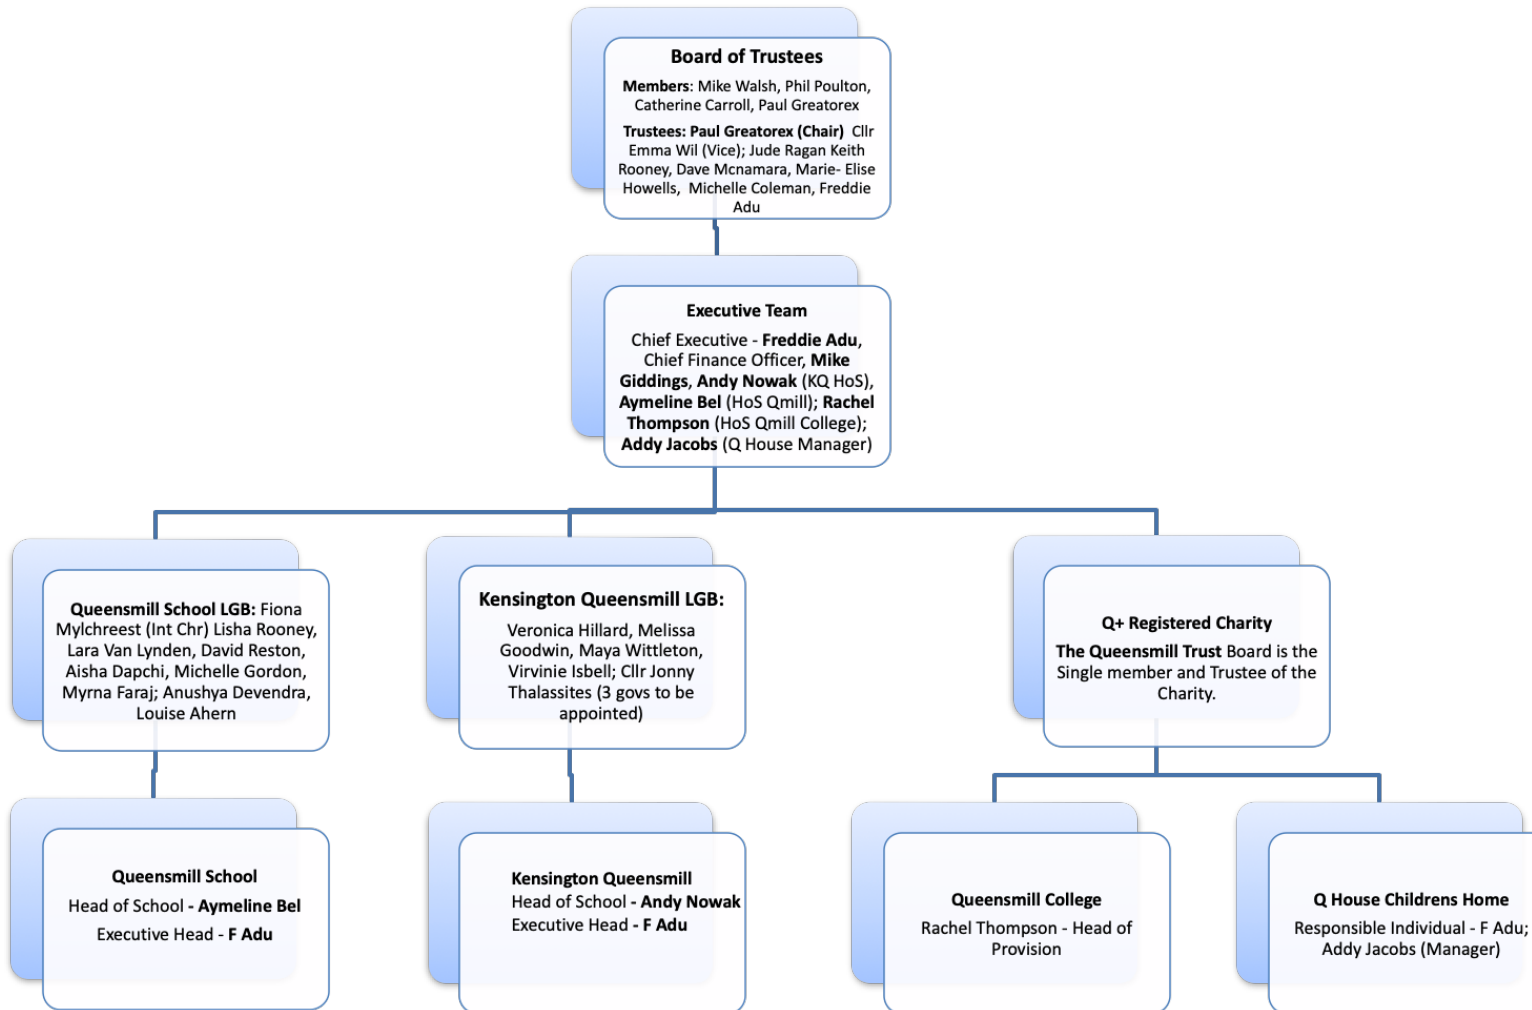 Board of Trustees
Members: Mike Walsh, Phil Poulton,
Catherine Carroll, Paul Greatorex
Trustees: Paul Greatorex (Chair)  Cllr
Emma Wil (Vice); Jude Ragan Keith
Rooney, Dave Mcnamara, Marie- Elise
Howells,  Michelle Coleman, Freddie
Adu
Executive Team
Chief Executive - Freddie Adu,
Chief Finance Officer, Mike
Giddings, Andy Nowak (KQ HoS),
Aymeline Bel (HoS Qmill); Rachel
Thompson (HoS Qmill College);
Addy Jacobs (Q House Manager)
Queensmill School LGB: Fiona
Mylchreest (Int Chr) Lisha Rooney,
Lara Van Lynden, David Reston,
Aisha Dapchi, Michelle Gordon,
Myrna Faraj; Anushya Devendra,
Louise Ahern
Kensington Queensmill LGB:
Veronica Hillard, Melissa
Goodwin, Maya Wittleton,
Virvinie Isbell; Cllr Jonny
Thalassites (3 govs to be
appointed)
Q+ Registered Charity
The Queensmill Trust Board is the
Single member and Trustee of the
Charity.
Queensmill School
Head of School - Aymeline Bel
Executive Head - F Adu
Kensington Queensmill
Head of School - Andy Nowak
Executive Head - F Adu
Queensmill College
Rachel Thompson - Head of
Provision
Q House Childrens Home
Responsible Individual - F Adu;
Addy Jacobs (Manager)